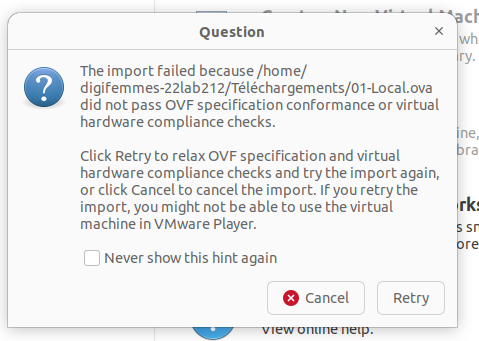 Question
The import failed because /home/
digifemmes-22lab212/Téléchargements/01-Local.ova
did not pass OVF specification conformance or virtual
hardware compliance checks.
Click Retry to relax OVF specification and virtual
hardware compliance checks and try the import again,
or click Cancel to cancel the import. If you retry the
import, you might not be able to use the virtual
machine in VMware Player.
Never show this hint again
Cancel
Retry
View online help.